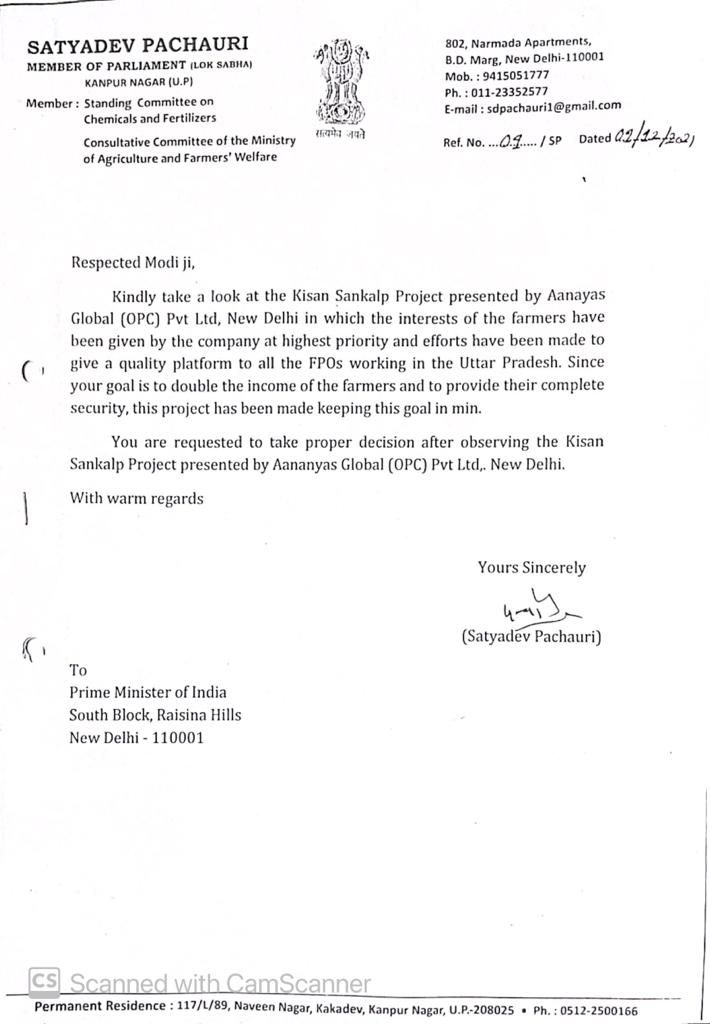 SATYADEV PACHAURI
MEMBER OF PARLIAMENT (LOK SABHA)
KANPUR NAGAR (U.P)
Member : Standing Committee on
Chemicals and Fertilizers
Consultative Committee of the Ministry
of Agriculture and Farmers' Welfare
सत्यमेव जयते
802, Narmada Apartments,
B.D. Marg, New Delhi-110001
Mob. : 9415051777
Ph. : 011-23352577
E-mail : sdpachauri1@gmail.com
Ref. No. ...09..... / SP Dated 02/12/2021
Respected Modi ji,
Kindly take a look at the Kisan Sankalp Project presented by Aanayas
Global (OPC) Pvt Ltd, New Delhi in which the interests of the farmers have
been given by the company at highest priority and efforts have been made to
give a quality platform to all the FPOs working in the Uttar Pradesh. Since
your goal is to double the income of the farmers and to provide their complete
security, this project has been made keeping this goal in min.
You are requested to take proper decision after observing the Kisan
Sankalp Project presented by Aananyas Global (OPC) Pvt Ltd,. New Delhi.
With warm regards
Yours Sincerely
(Satyadev Pachauri)
To
Prime Minister of India
South Block, Raisina Hills
New Delhi - 110001
CS Scanned with CamScanner
Permanent Residence : 117/L/89, Naveen Nagar, Kakadev, Kanpur Nagar, U.P.-208025 • Ph. : 0512-2500166